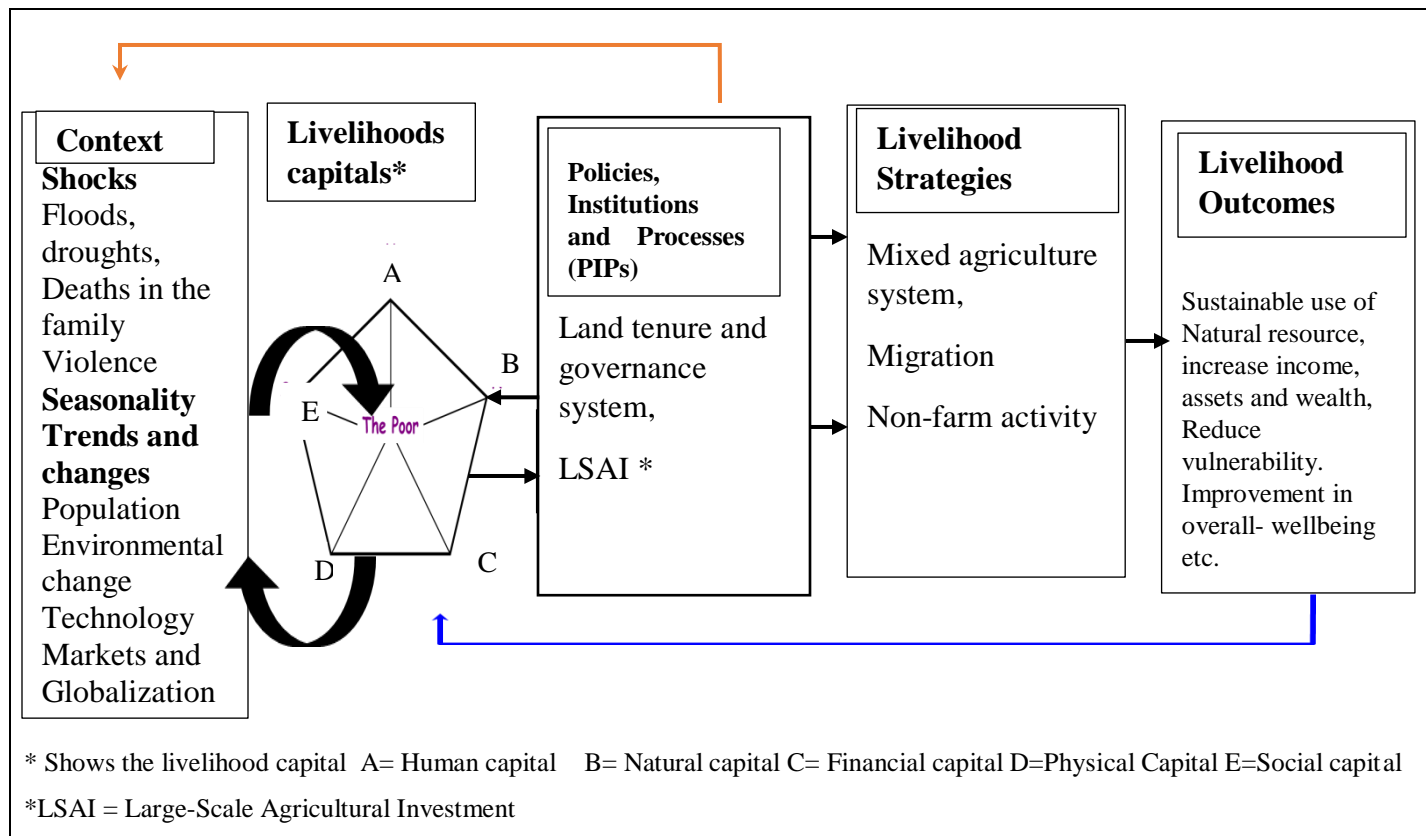 Context
Shocks
Floods,
droughts,
Deaths in the
family
Violence
Seasonality
Trends and
changes
Population
Environmental
change
Technology
Markets and
Globalization
Livelihoods
capitals*
A
B
E
The Poor
D
C
Policies,
Institutions
and Processes
(PIPs)
Land tenure and
governance
system,
LSAI *
Livelihood
Strategies
Mixed agriculture
system,
Migration
Non-farm activity
Livelihood
Outcomes
Sustainable use of
Natural resource,
increase income,
assets and wealth,
Reduce
vulnerability.
Improvement in
overall- wellbeing
etc.
* Shows the livelihood capital A= Human capital B= Natural capital C= Financial capital D=Physical Capital E=Social capital
*LSAI = Large-Scale Agricultural Investment